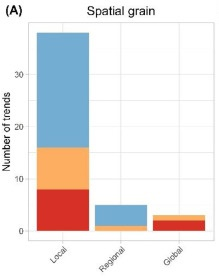 (A) Spatial grain
Number of trends
30
20
10
0
Local
Regional
Global